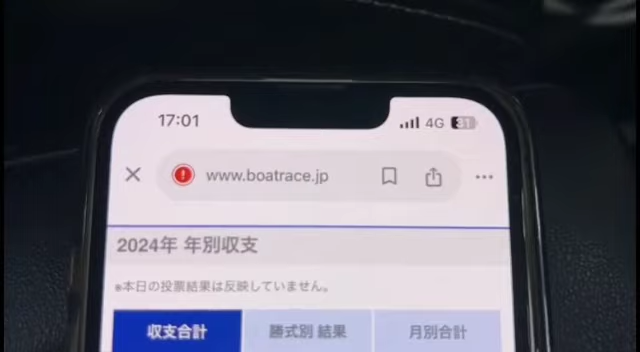 17:01 4G 31
www.boatrace.jp
2024年 年別収支
※本日の投票結果は反映していません。
収支合計 勝式別 結果 月別合計